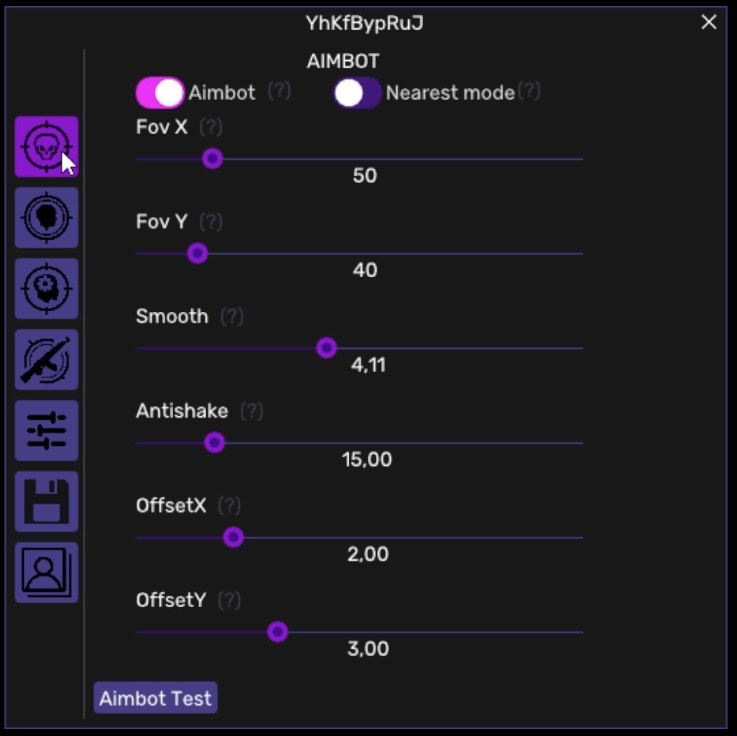 YhKfBypRuJ
AIMBOT
Aimbot (?) Nearest mode (?)
Fov X (?)
50
Fov Y (?)
40
Smooth (?)
4,11
Antishake (?)
15,00
OffsetX (?)
2,00
OffsetY (?)
3,00
Aimbot Test